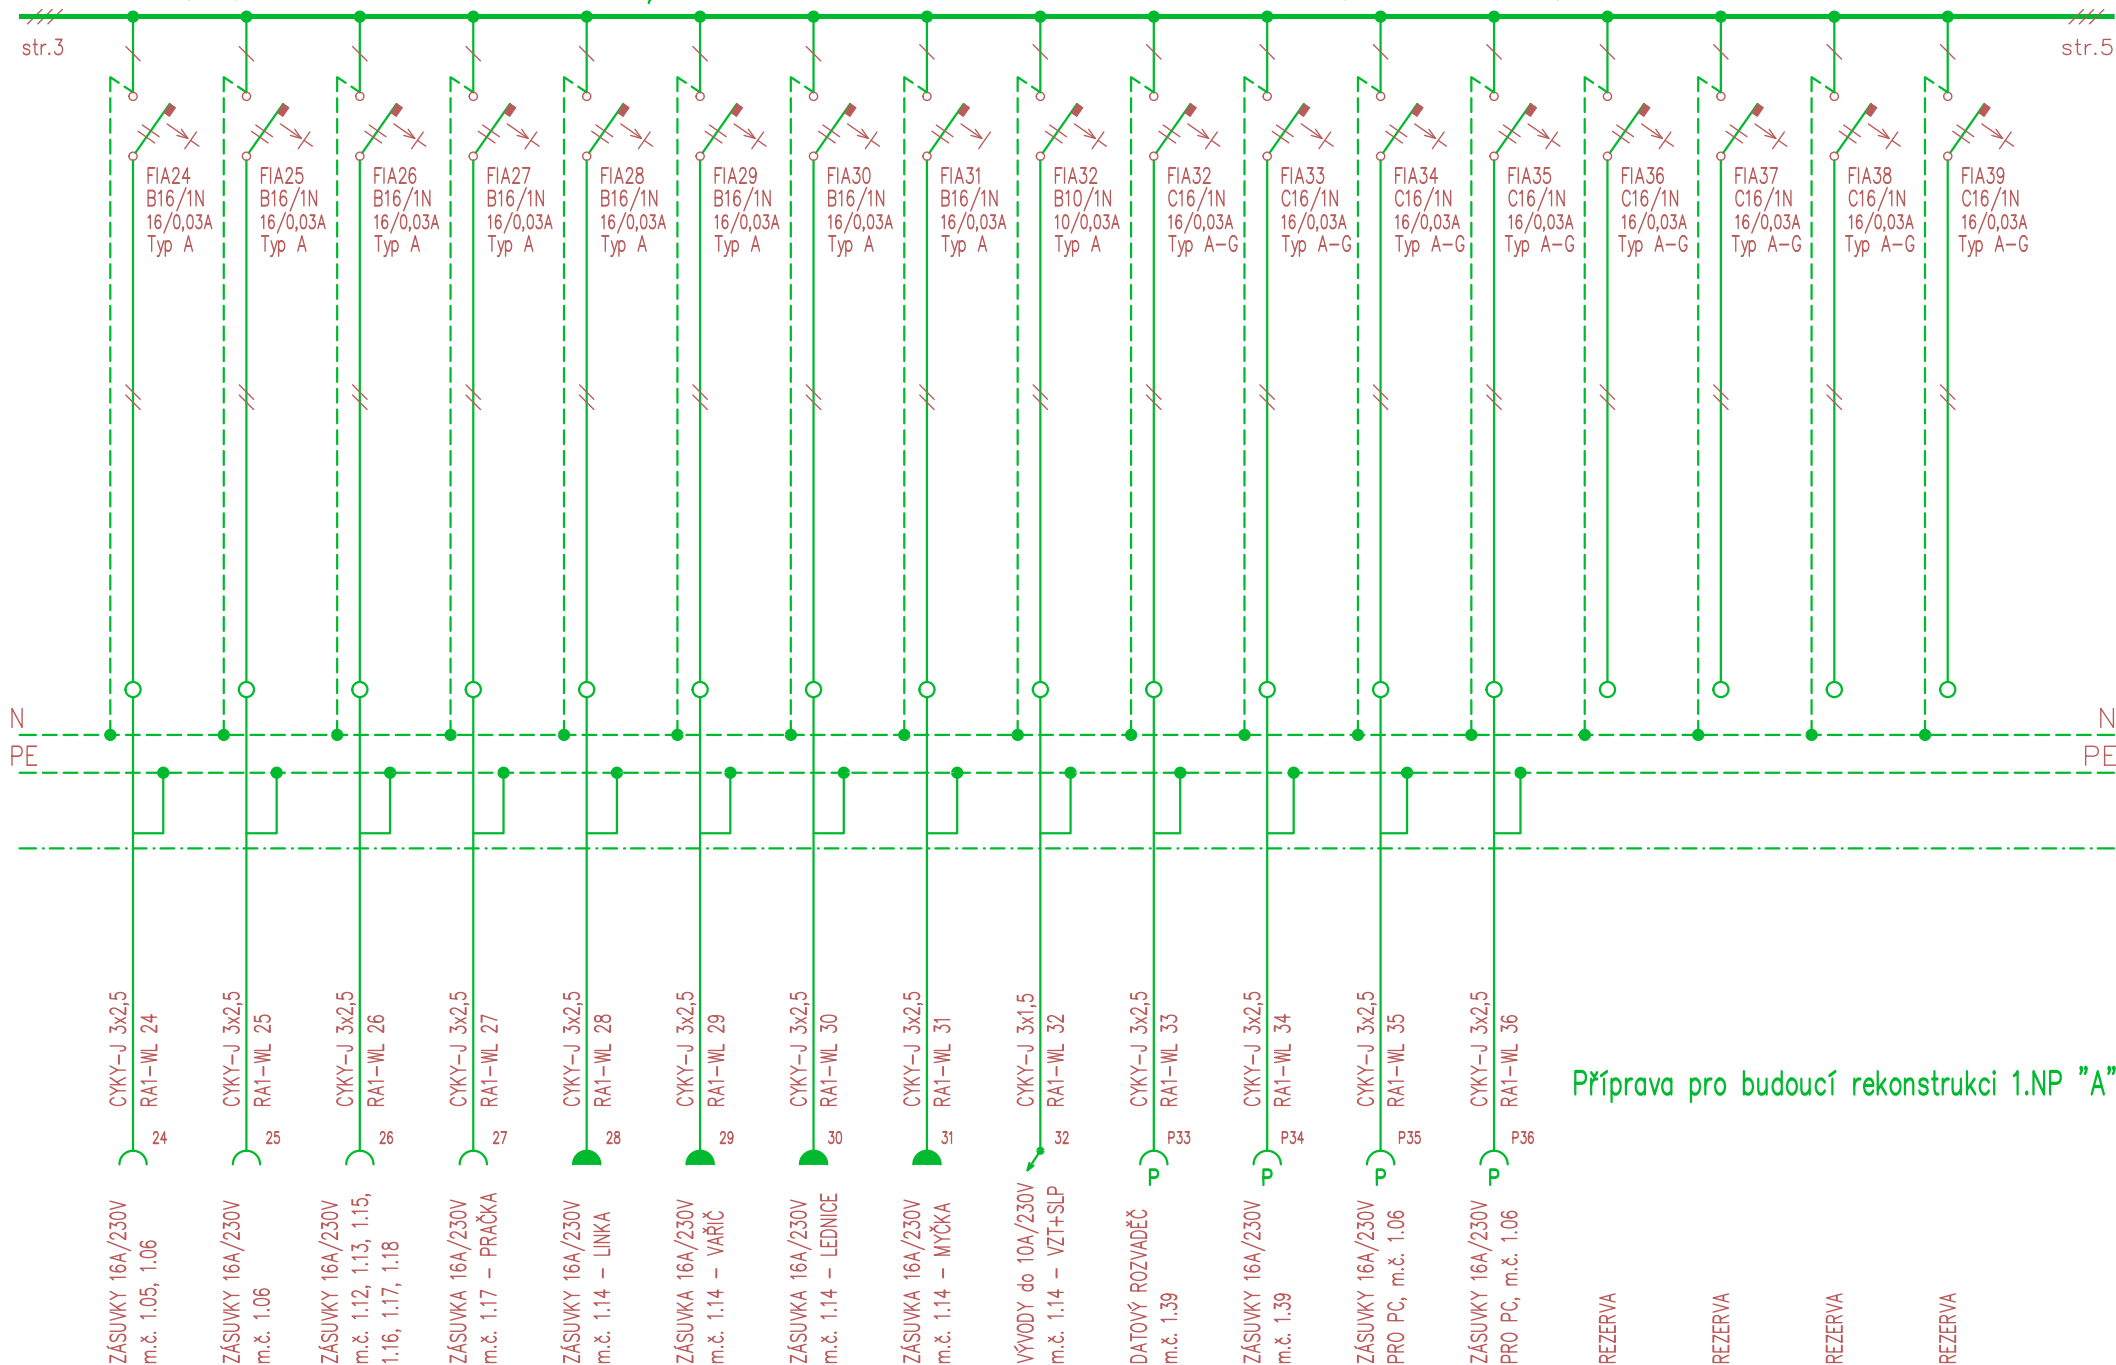 str.3
str.5
FIA24
B16/1N
16/0,03A
Typ A
FIA25
B16/1N
16/0,03A
Typ A
FIA26
B16/1N
16/0,03A
Typ A
FIA27
B16/1N
16/0,03A
Typ A
FIA28
B16/1N
16/0,03A
Typ A
FIA29
B16/1N
16/0,03A
Typ A
FIA30
B16/1N
16/0,03A
Typ A
FIA31
B16/1N
16/0,03A
Typ A
FIA32
B10/1N
10/0,03A
Typ A
FIA32
C16/1N
16/0,03A
Typ A-G
FIA33
C16/1N
16/0,03A
Typ A-G
FIA34
C16/1N
16/0,03A
Typ A-G
FIA35
C16/1N
16/0,03A
Typ A-G
FIA36
C16/1N
16/0,03A
Typ A-G
FIA37
C16/1N
16/0,03A
Typ A-G
FIA38
C16/1N
16/0,03A
Typ A-G
FIA39
C16/1N
16/0,03A
Typ A-G
N
N
PE
PE
CYKY-J 3x2,5
RA1-WL 24
CYKY-J 3x2,5
RA1-WL 25
CYKY-J 3x2,5
RA1-WL 26
CYKY-J 3x2,5
RA1-WL 27
CYKY-J 3x2,5
RA1-WL 28
CYKY-J 3x2,5
RA1-WL 29
CYKY-J 3x2,5
RA1-WL 30
CYKY-J 3x2,5
RA1-WL 31
CYKY-J 3x1,5
RA1-WL 32
CYKY-J 3x2,5
RA1-WL 33
CYKY-J 3x2,5
RA1-WL 34
CYKY-J 3x2,5
RA1-WL 35
CYKY-J 3x2,5
RA1-WL 36
Příprava pro budoucí rekonstrukci 1.NP "A"
24
25
26
27
28
29
30
31
32
P33
P34
P35
P36
P
P
P
P
ZÁSUVKY 16A/230V
m.č. 1.05, 1.06
ZÁSUVKY 16A/230V
m.č. 1.06
ZÁSUVKY 16A/230V
m.č. 1.12, 1.13, 1.15,
1.16, 1.17, 1.18
ZÁSUVKA 16A/230V
m.č. 1.17 - PRAČKA
ZÁSUVKY 16A/230V
m.č. 1.14 - LINKA
ZÁSUVKA 16A/230V
m.č. 1.14 - VAŘIČ
ZÁSUVKA 16A/230V
m.č. 1.14 - LEDNICE
ZÁSUVKA 16A/230V
m.č. 1.14 - MYČKA
VÝVODY do 10A/230V
m.č. 1.14 - VZT+SLP
DATOVÝ ROZVADĚČ
m.č. 1.39
ZÁSUVKY 16A/230V
m.č. 1.39
ZÁSUVKY 16A/230V
PRO PC, m.č. 1.06
ZÁSUVKY 16A/230V
PRO PC, m.č. 1.06
REZERVA
REZERVA
REZERVA
REZERVA